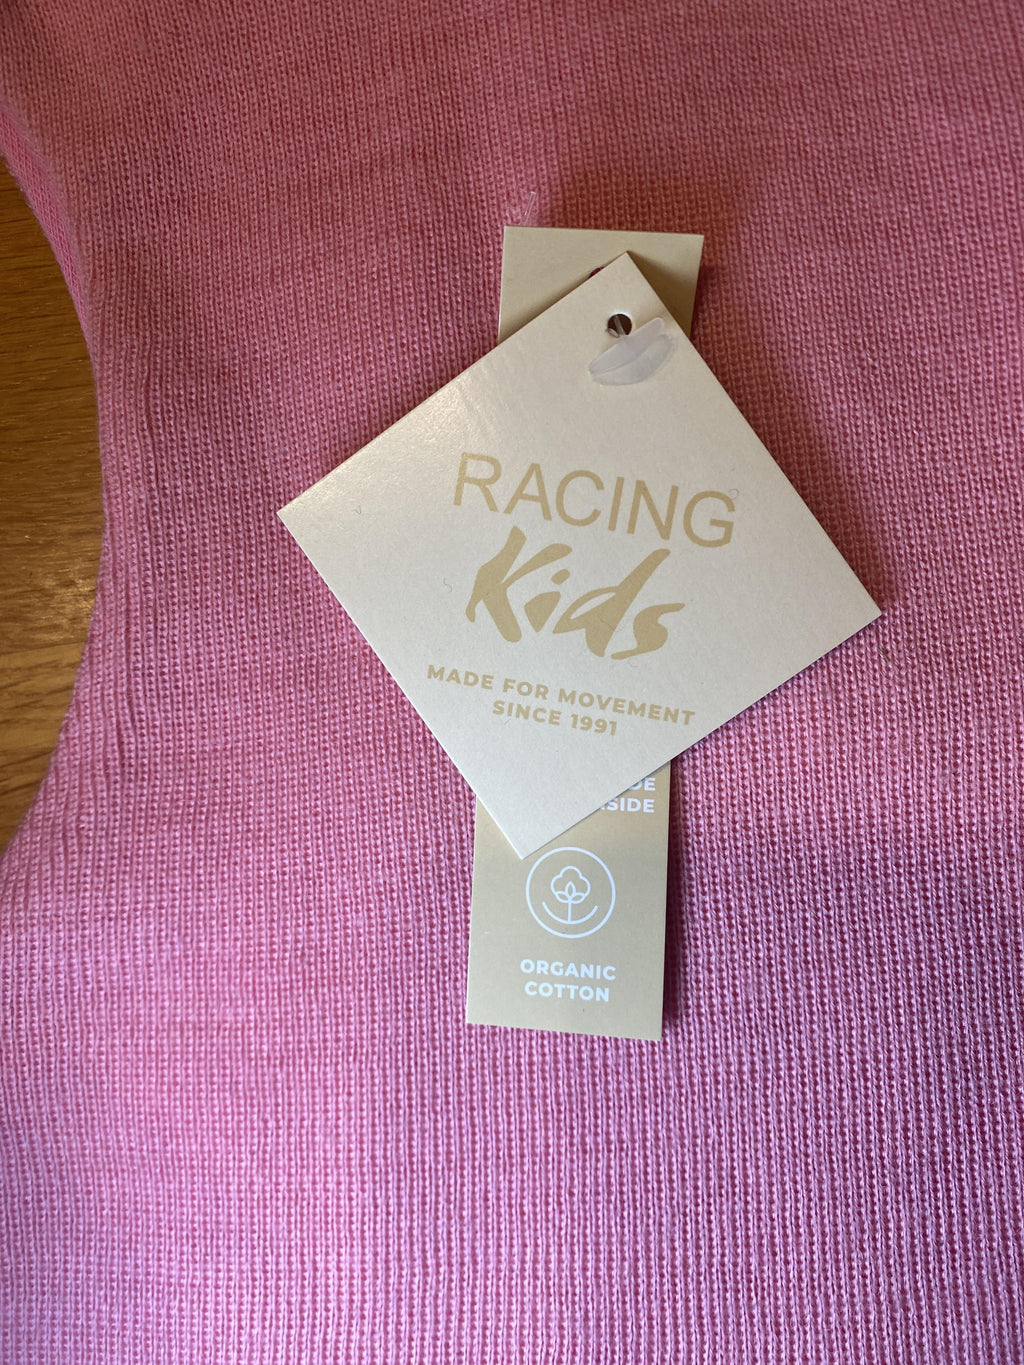 RACING
Kids
MADE FOR MOVEMENT
SINCE 1991
ORGANIC
COTTON